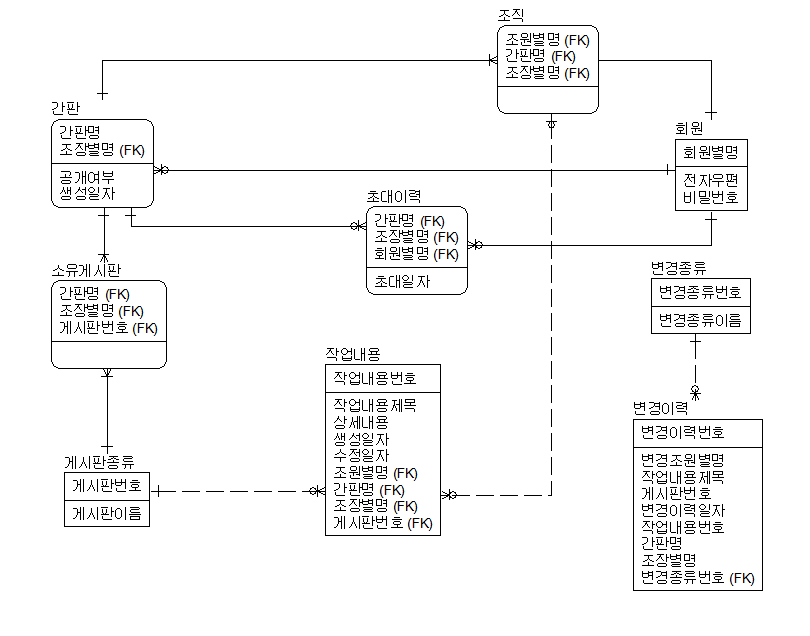 조직
조원별명 (FK)
간판명 (FK)
조장별명 (FK)
간판
간판명
조장별명 (FK)
공개여부
생성일자
회원
회원별명
전자우편
비밀번호
초대이력
간판명 (FK)
조장별명 (FK)
회원별명 (FK)
초대일자
소유게시판
간판명 (FK)
조장별명 (FK)
게시판번호 (FK)
변경종류
변경종류번호
변경종류이름
작업내용
작업내용번호
작업내용제목
상세내용
생성일자
수정일자
조원별명 (FK)
간판명 (FK)
조장별명 (FK)
게시판번호 (FK)
게시판종류
게시판번호
게시판이름
변경이력
변경이력번호
변경조원별명
작업내용제목
게시판번호
변경이력일자
작업내용번호
간판명
조장별명
변경종류번호 (FK)